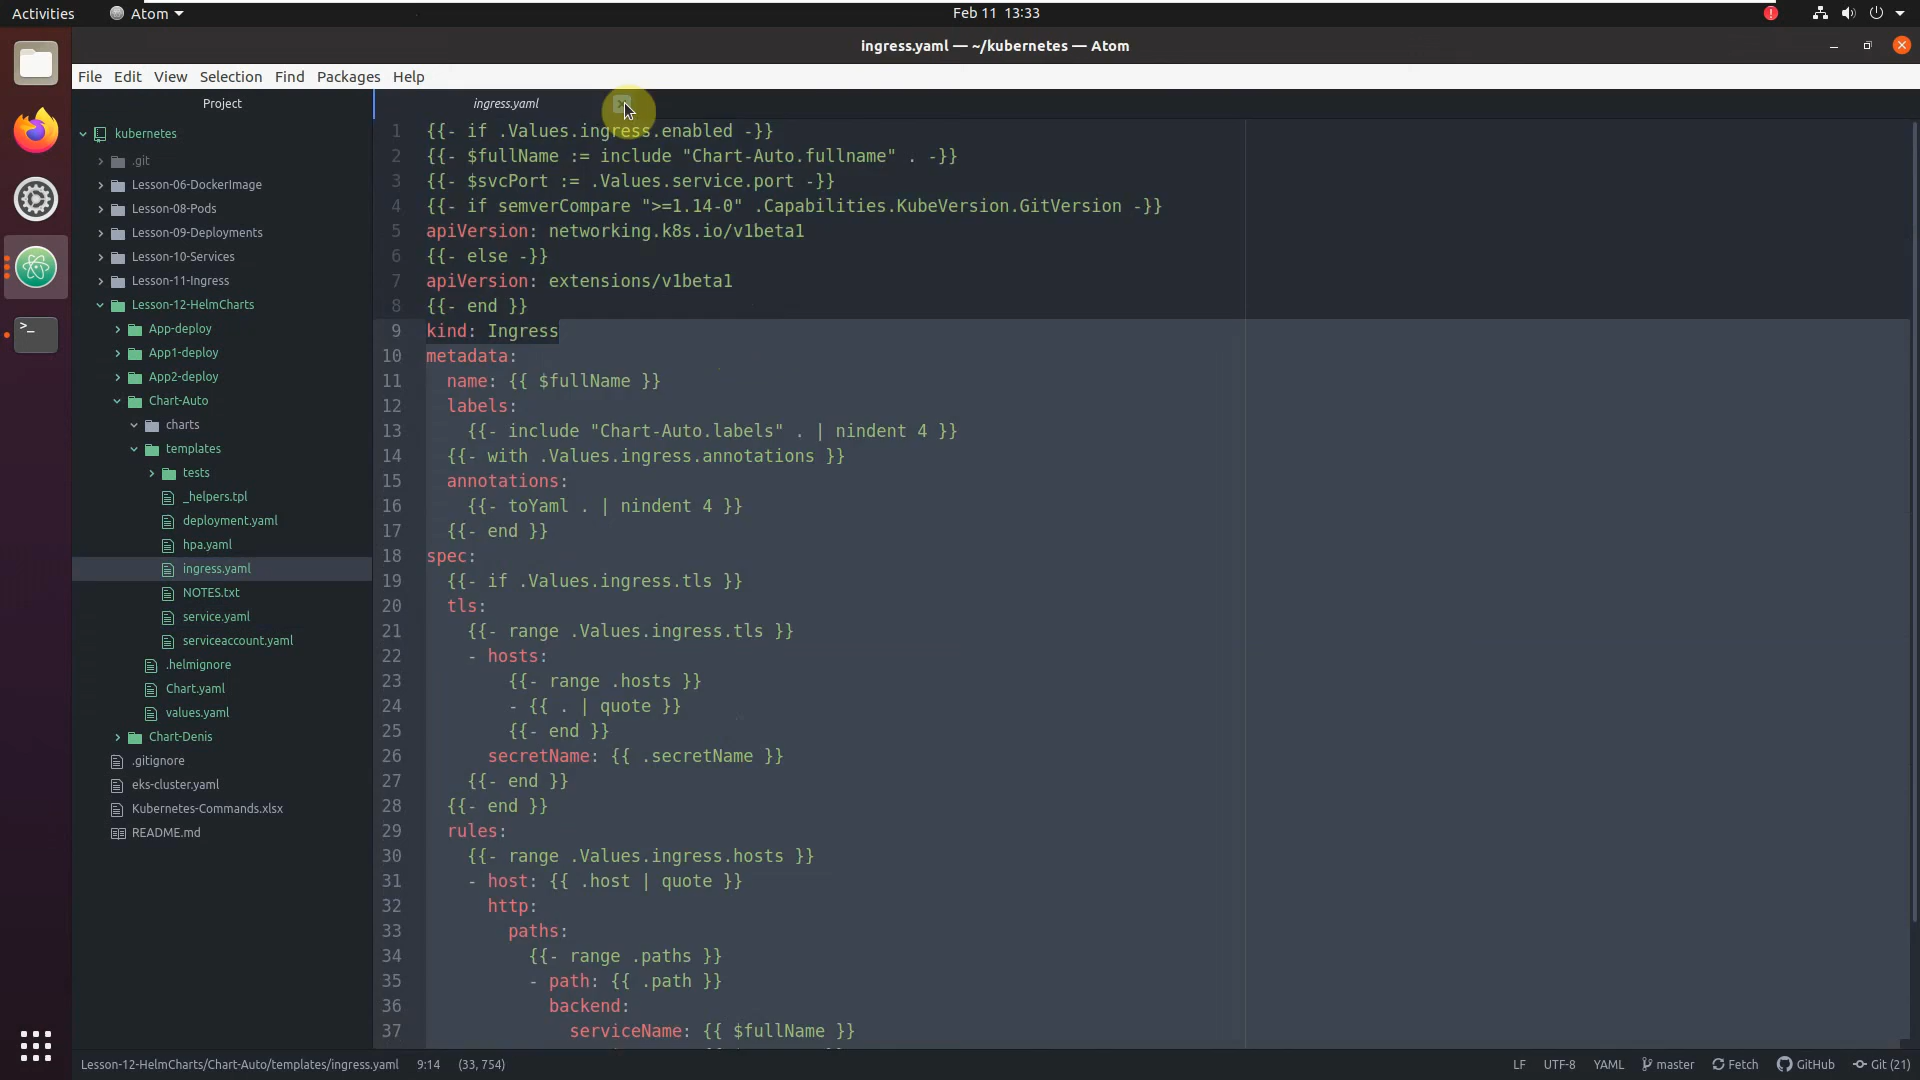 Activities
Atom
Feb 11 13:33
ingress.yaml — ~/kubernetes — Atom
File Edit View Selection Find Packages Help
Project
kubernetes
.git
Lesson-06-DockerImage
Lesson-08-Pods
Lesson-09-Deployments
Lesson-10-Services
Lesson-11-Ingress
Lesson-12-HelmCharts
App-deploy
App1-deploy
App2-deploy
Chart-Auto
charts
templates
tests
_helpers.tpl
deployment.yaml
hpa.yaml
ingress.yaml
NOTES.txt
service.yaml
serviceaccount.yaml
.helmignore
Chart.yaml
values.yaml
Chart-Denis
.gitignore
eks-cluster.yaml
Kubernetes-Commands.xlsx
README.md
ingress.yaml
1 {{- if .Values.ingress.enabled -}}
2 {{- $fullName := include "Chart-Auto.fullname" . -}}
3 {{- $svcPort := .Values.service.port -}}
4 {{- if semverCompare ">=1.14-0" .Capabilities.KubeVersion.GitVersion -}}
5 apiVersion: networking.k8s.io/v1beta1
6 {{- else -}}
7 apiVersion: extensions/v1beta1
8 {{- end }}
9 kind: Ingress
10 metadata:
11 name: {{ $fullName }}
12 labels:
13 {{- include "Chart-Auto.labels" . | nindent 4 }}
14 {{- with .Values.ingress.annotations }}
15 annotations:
16 {{- toYaml . | nindent 4 }}
17 {{- end }}
18 spec:
19 {{- if .Values.ingress.tls }}
20 tls:
21 {{- range .Values.ingress.tls }}
22 - hosts:
23 {{- range .hosts }}
24 - {{ . | quote }}
25 {{- end }}
26 secretName: {{ .secretName }}
27 {{- end }}
28 {{- end }}
29 rules:
30 {{- range .Values.ingress.hosts }}
31 - host: {{ .host | quote }}
32 http:
33 paths:
34 {{- range .paths }}
35 - path: {{ .path }}
36 backend:
37 serviceName: {{ $fullName }}
Lesson-12-HelmCharts/Chart-Auto/templates/ingress.yaml 9:14 (33, 754)
LF UTF-8 YAML master Fetch GitHub Git (21)